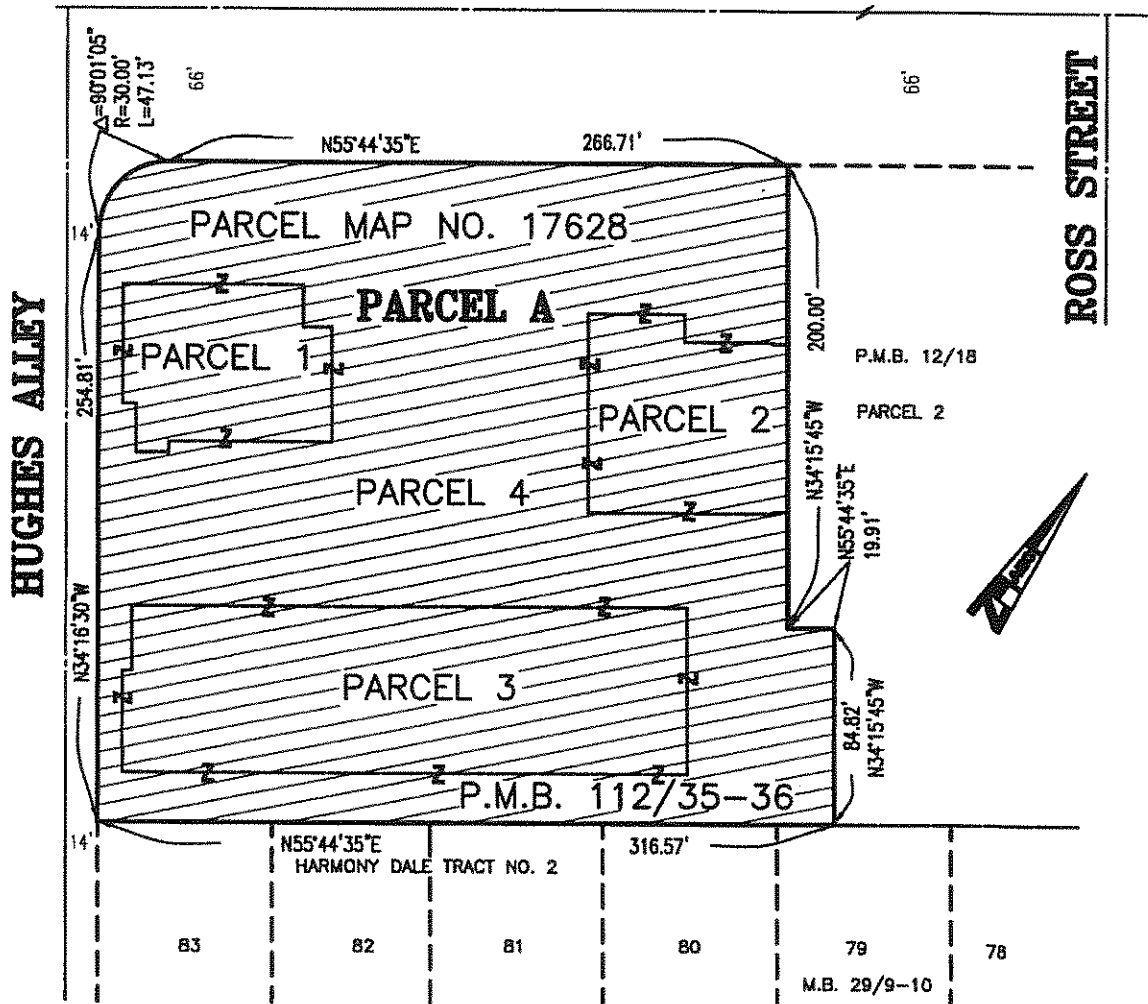 Δ=90°01'05"
R=30.00'
L=47.13'
66'
66'
N55°44'35"E
266.71'
ROSS STREET
14'
PARCEL MAP NO. 17628
PARCEL A
PARCEL 1
254.81'
HUGHES ALLEY
200.00'
P.M.B. 12/18
PARCEL 2
PARCEL 2
N34°15'45"W
PARCEL 4
N55°44'35"E
19.91'
N34°16'30"W
PARCEL 3
84.82'
N34°15'45"W
P.M.B. 112/35-36
14'
N55°44'35"E
316.57'
HARMONY DALE TRACT NO. 2
83
82
81
80
79
78
M.B. 29/9-10